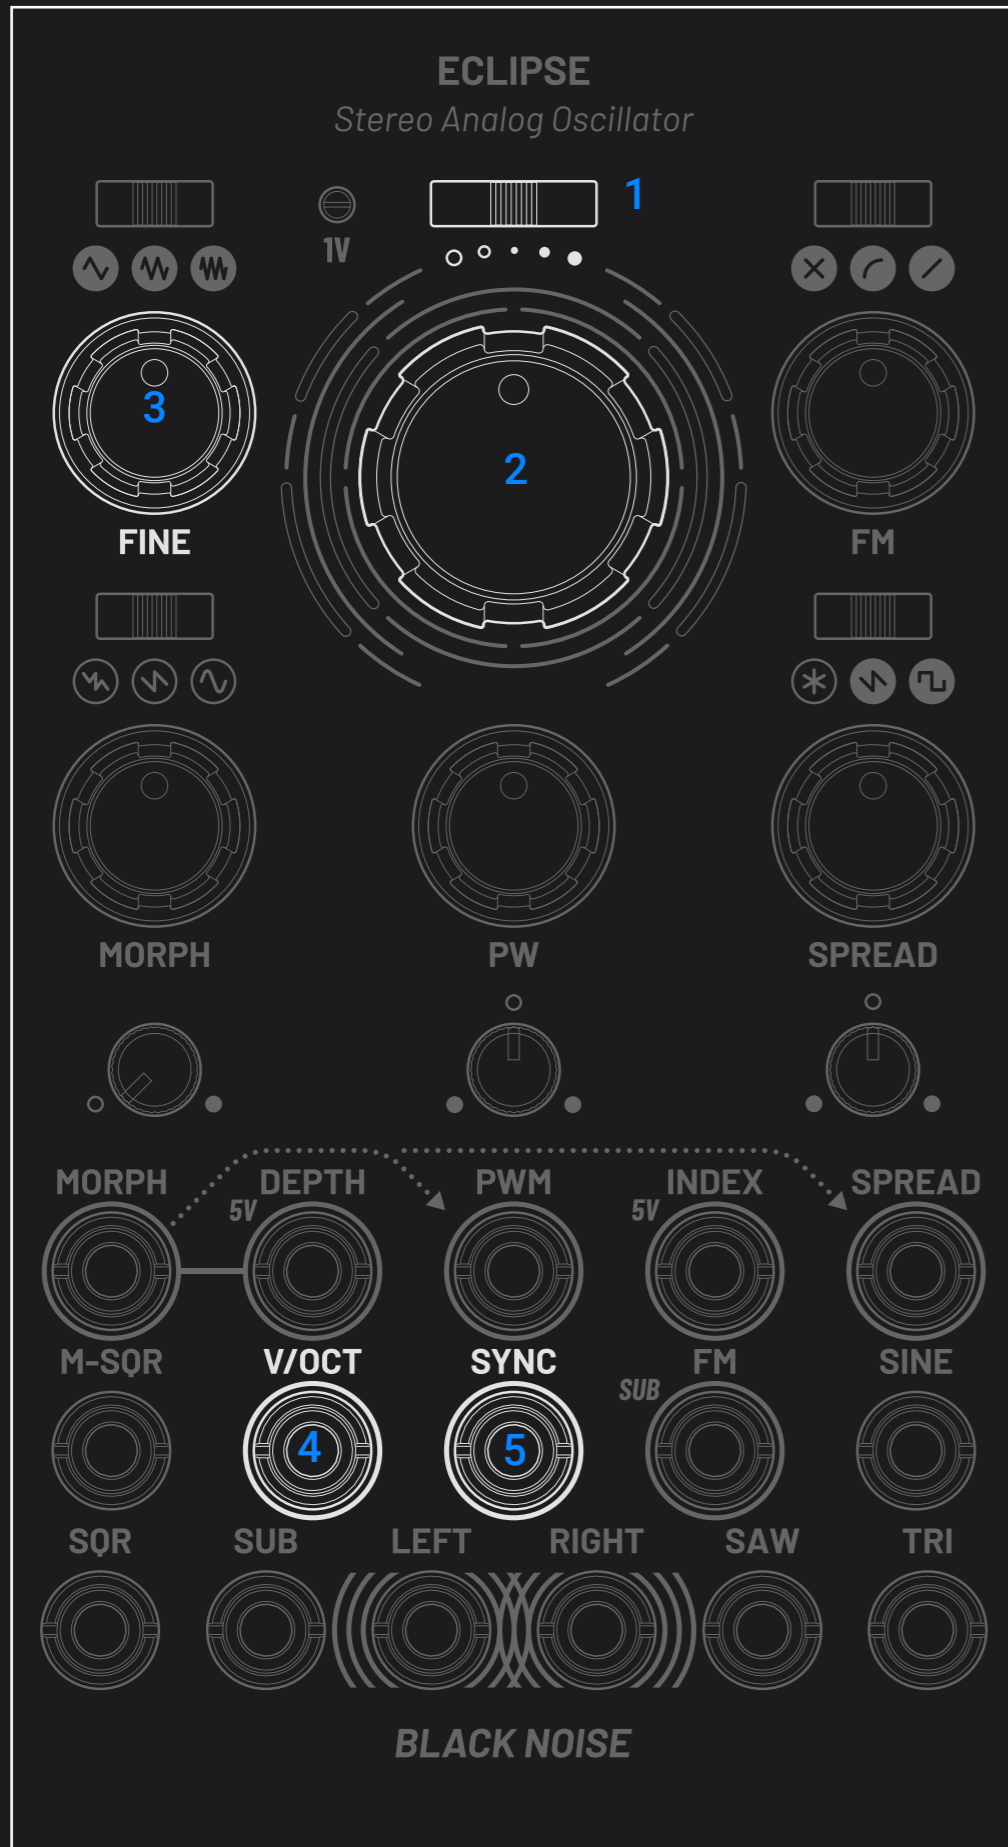 ECLIPSE
Stereo Analog Oscillator
1
1V
3
2
FINE
FM
MORPH
PW
SPREAD
MORPH
DEPTH
PWM
INDEX
SPREAD
5V
5V
M-SQR
V/OCT
SYNC
FM
SINE
SUB
4
5
SQR
SUB
LEFT
RIGHT
SAW
TRI
BLACK NOISE